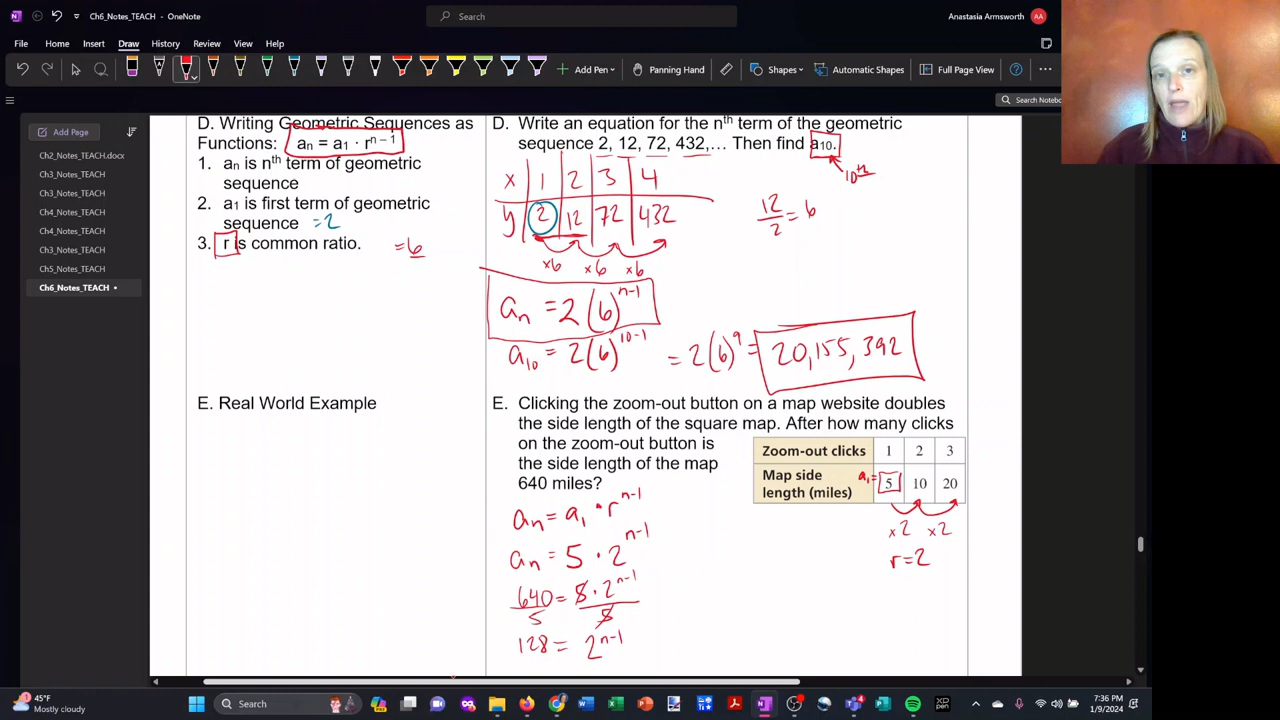 Ch6_Notes_TEACH - OneNote
Search
Anastasia Armsworth
AA
File Home Insert Draw History Review View Help
Add Pen
Panning Hand
Shapes
Automatic Shapes
Full Page View
Search Notebo
Add Page
Ch2_Notes_TEACH.docx
Ch3_Notes_TEACH
Ch3_Notes_TEACH
Ch4_Notes_TEACH
Ch4_Notes_TEACH
Ch3_Notes_TEACH
Ch5_Notes_TEACH
Ch6_Notes_TEACH
D. Writing Geometric Sequences as
Functions: aₙ = a₁ · rⁿ⁻¹
1. aₙ is nᵗʰ term of geometric
sequence
2. a₁ is first term of geometric
sequence =2
3. r is common ratio. =6
D. Write an equation for the nᵗʰ term of the geometric
sequence 2, 12, 72, 432,... Then find a₁₀.
10th
x 1 2 3 4
y 2 12 72 432
12/2 = 6
x6 x6 x6
aₙ = 2(6)ⁿ⁻¹
a₁₀ = 2(6)¹⁰⁻¹ = 2(6)⁹ = 20,155,392
E. Real World Example
E. Clicking the zoom-out button on a map website doubles
the side length of the square map. After how many clicks
on the zoom-out button is
the side length of the map
640 miles?
Zoom-out clicks 1 2 3
Map side
length (miles) a₁= 5 10 20
x2 x2
r=2
aₙ = a₁ · rⁿ⁻¹
aₙ = 5 · 2ⁿ⁻¹
640/5 = 5·2ⁿ⁻¹/5
128 = 2ⁿ⁻¹
45°F
Mostly cloudy
Search
7:36 PM
1/9/2024